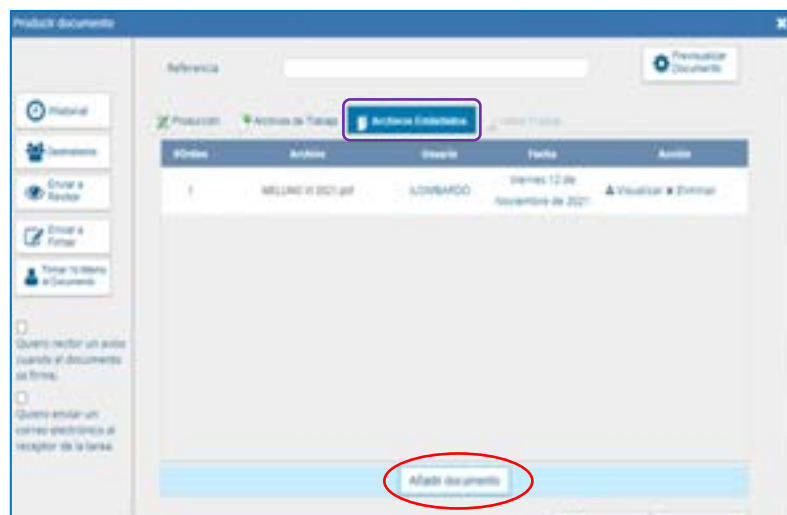 Producir documento
Referencia
Previsualizar
Documento
Historial
Producción
Archivos de Trabajo
Archivos Embebidos
Destinatarios
Enviar a
Revisar
Enviar a
Firmar
Firmar Yo Mismo
el Documento
Orden Archivo Usuario Fecha Acción
1
Viernes 12 de
Noviembre de 2021
Visualizar Eliminar
Quiero recibir un aviso
cuando el documento
se firme.
Quiero enviar un
correo electrónico al
receptor de la tarea.
Añadir documento